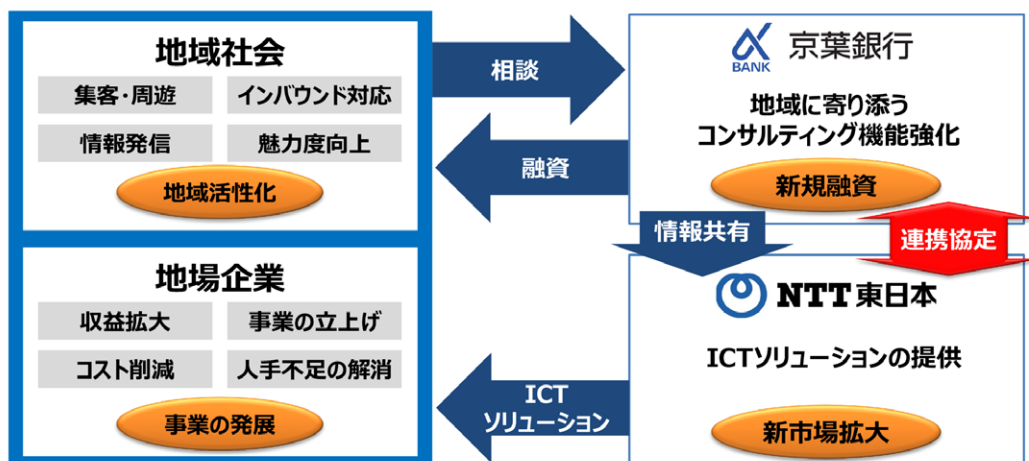 地域社会
集客・周遊
インバウンド対応
情報発信
魅力度向上
地域活性化
地場企業
収益拡大
事業の立上げ
コスト削減
人手不足の解消
事業の発展
相談
融資
ICT
ソリューション
α BANK 京葉銀行
地域に寄り添う
コンサルティング機能強化
新規融資
情報共有
連携協定
NTT東日本
ICTソリューションの提供
新市場拡大